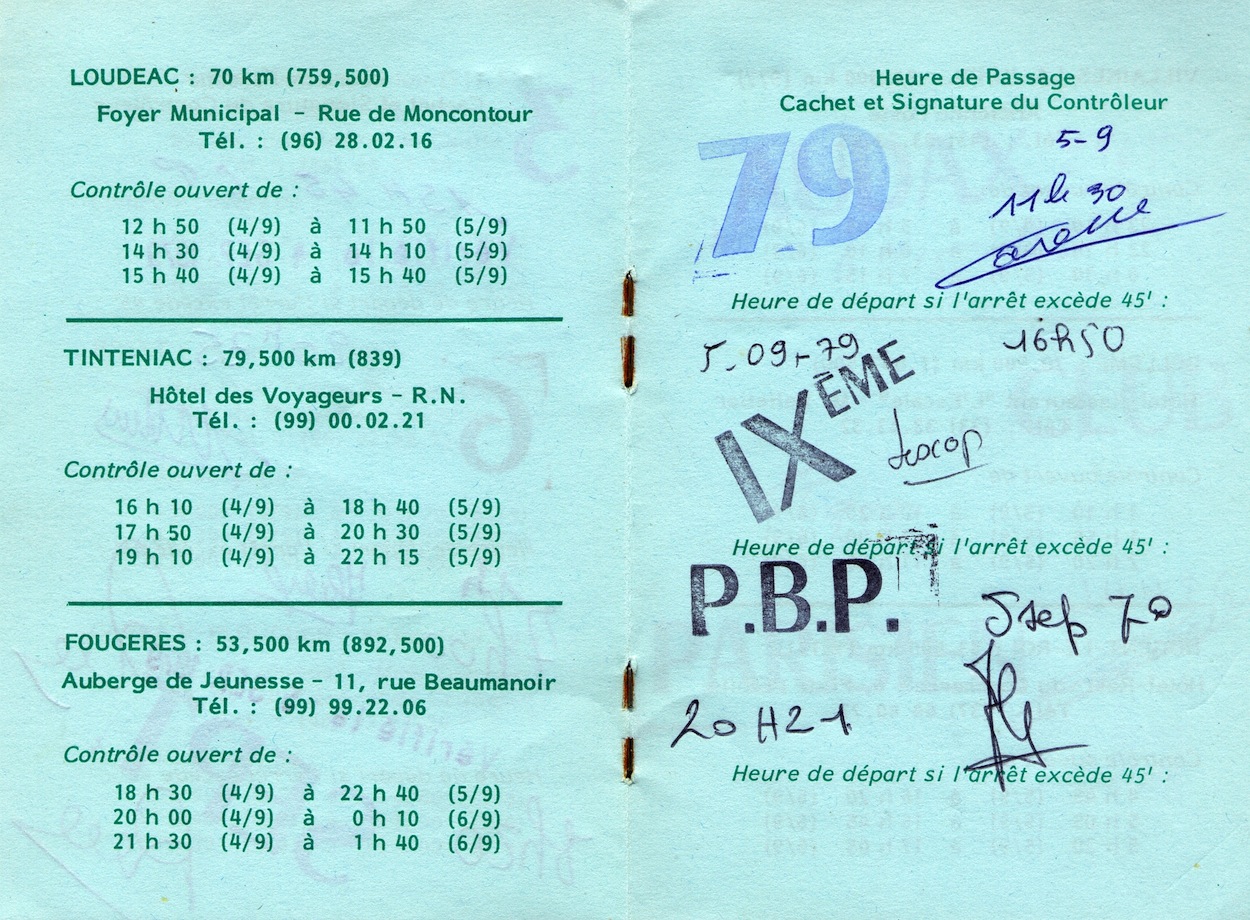 LOUDEAC : 70 km (759,500)
Foyer Municipal - Rue de Moncontour
Tél. : (96) 28.02.16
Contrôle ouvert de :
12 h 50 (4/9) à 11 h 50 (5/9)
14 h 30 (4/9) à 14 h 10 (5/9)
15 h 40 (4/9) à 15 h 40 (5/9)
TINTENIAC : 79,500 km (839)
Hôtel des Voyageurs - R.N.
Tél. : (99) 00.02.21
Contrôle ouvert de :
16 h 10 (4/9) à 18 h 40 (5/9)
17 h 50 (4/9) à 20 h 30 (5/9)
19 h 10 (4/9) à 22 h 15 (5/9)
FOUGERES : 53,500 km (892,500)
Auberge de Jeunesse - 11, rue Beaumanoir
Tél. : (99) 99.22.06
Contrôle ouvert de :
18 h 30 (4/9) à 22 h 40 (5/9)
20 h 00 (4/9) à 0 h 10 (6/9)
21 h 30 (4/9) à 1 h 40 (6/9)
Heure de Passage
Cachet et Signature du Contrôleur
79
5-9
11h 30
Heure de départ si l'arrêt excède 45' :
5.09-79
16h50
IXÈME
Heure de départ si l'arrêt excède 45' :
P.B.P.
5 sep 79
20H21
Heure de départ si l'arrêt excède 45' :